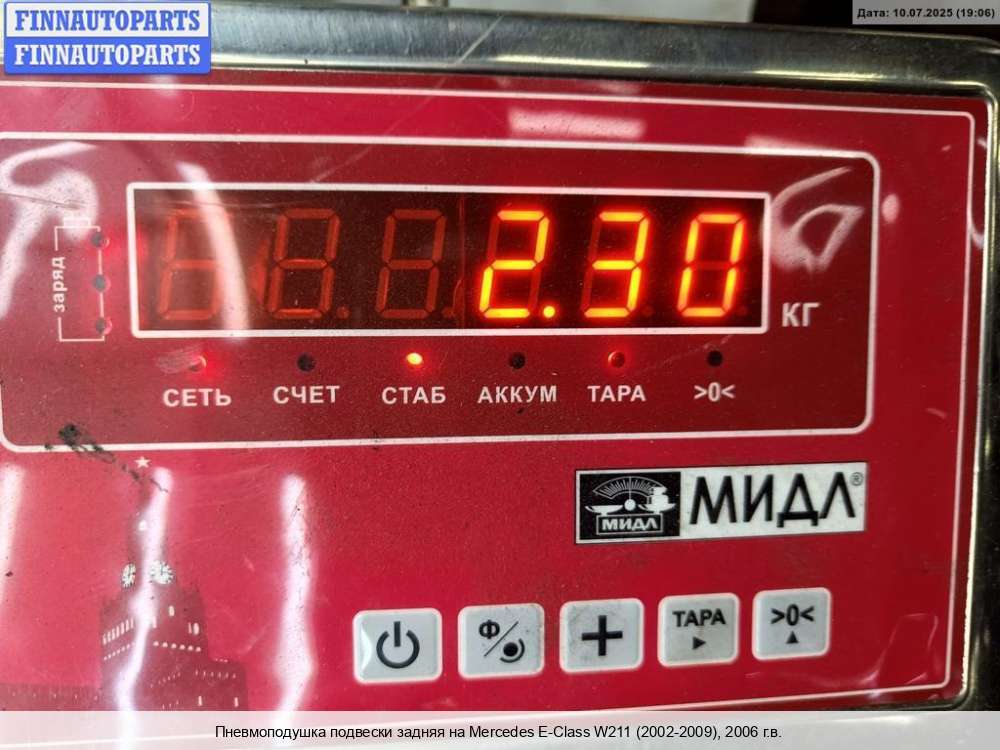 FINNAUTOPARTS
FINNAUTOPARTS
Дата: 10.07.2025 (19:06)
заряд
2.30
КГ
СЕТЬ СЧЕТ СТАБ АККУМ ТАРА >0<
МИДЛ МИДЛ®
Ф ТАРА >0<
Пневмоподушка подвески задняя на Mercedes E-Class W211 (2002-2009), 2006 г.в.